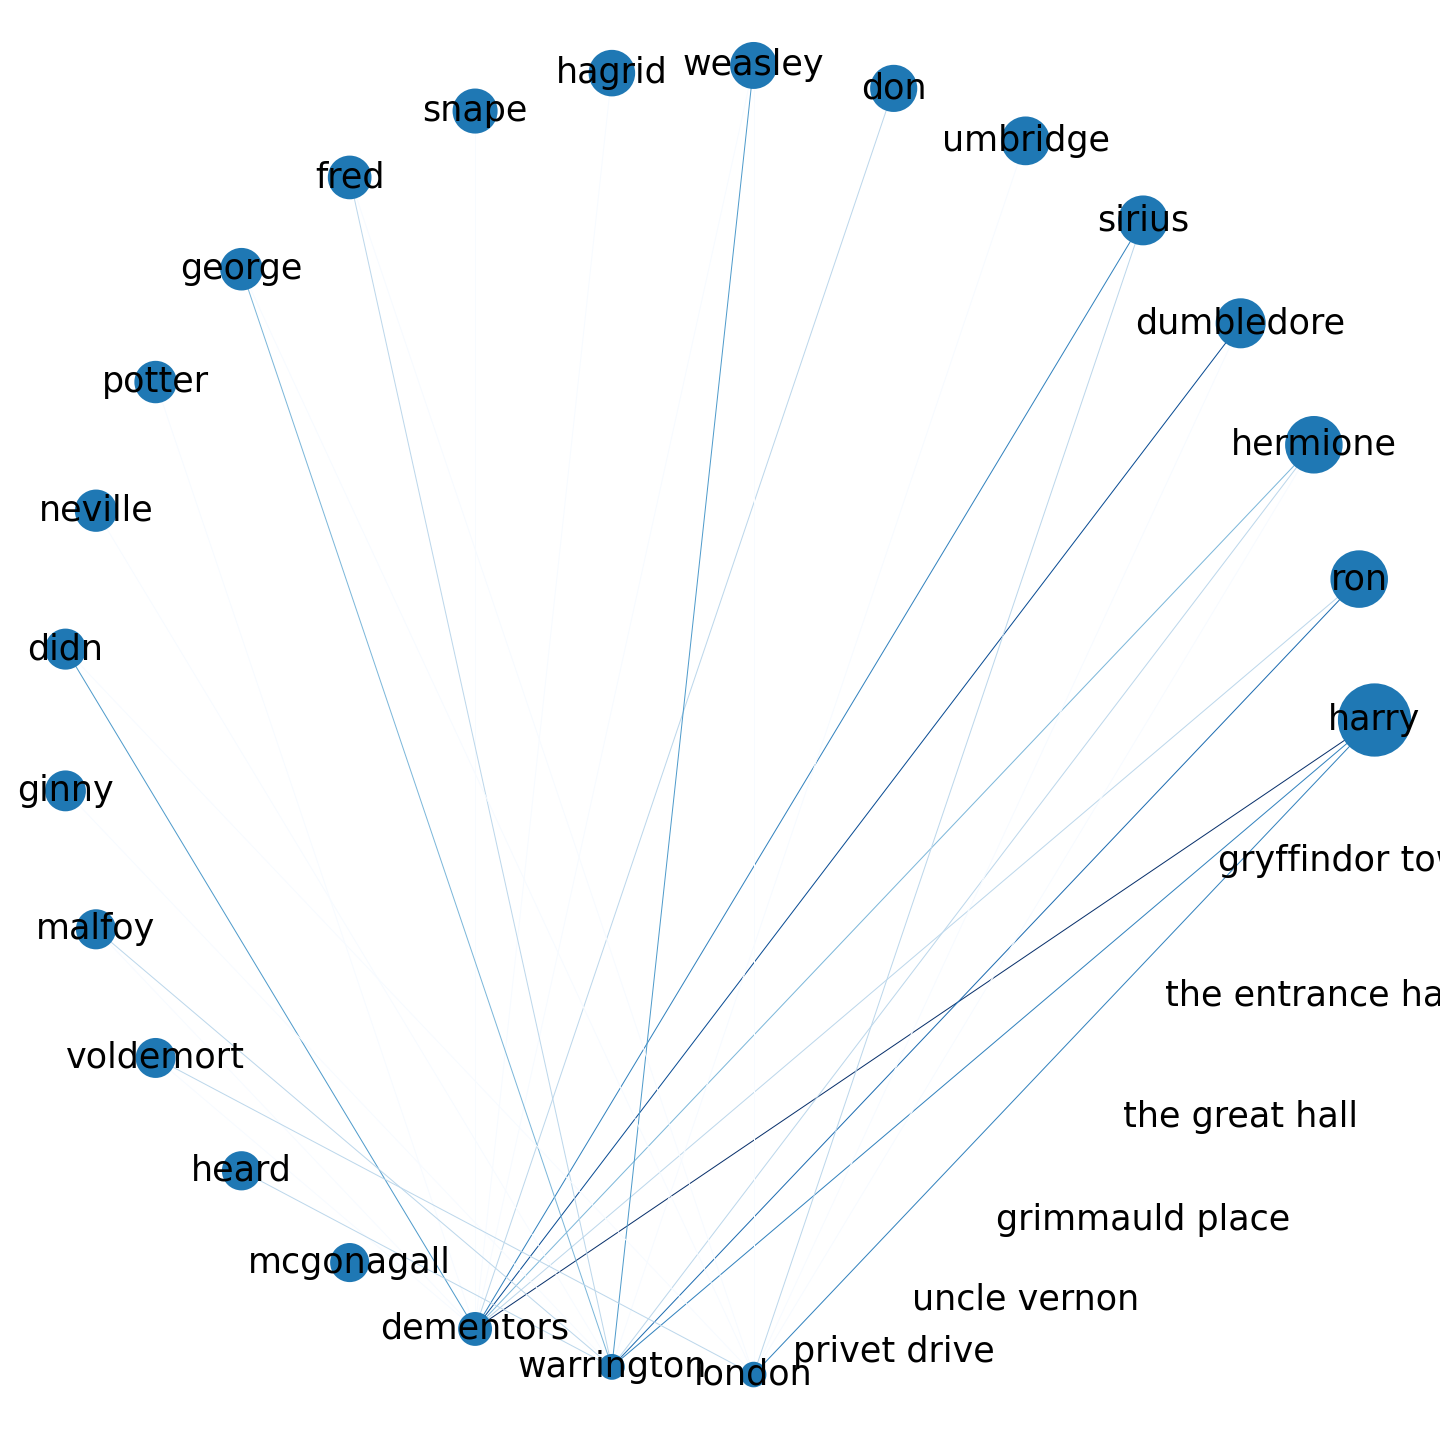 weasley
hagrid
don
snape
umbridge
fred
sirius
george
dumbledore
potter
hermione
neville
ron
didn
harry
ginny
gryffindor tow
malfoy
the entrance ha
voldemort
the great hall
heard
grimmauld place
mcgonagall
uncle vernon
dementors
privet drive
warrington
london